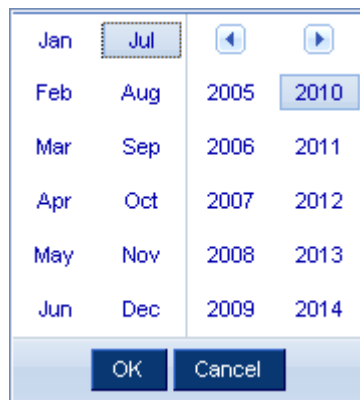 Jan Jul
Feb Aug 2005 2010
Mar Sep 2006 2011
Apr Oct 2007 2012
May Nov 2008 2013
Jun Dec 2009 2014
OK Cancel